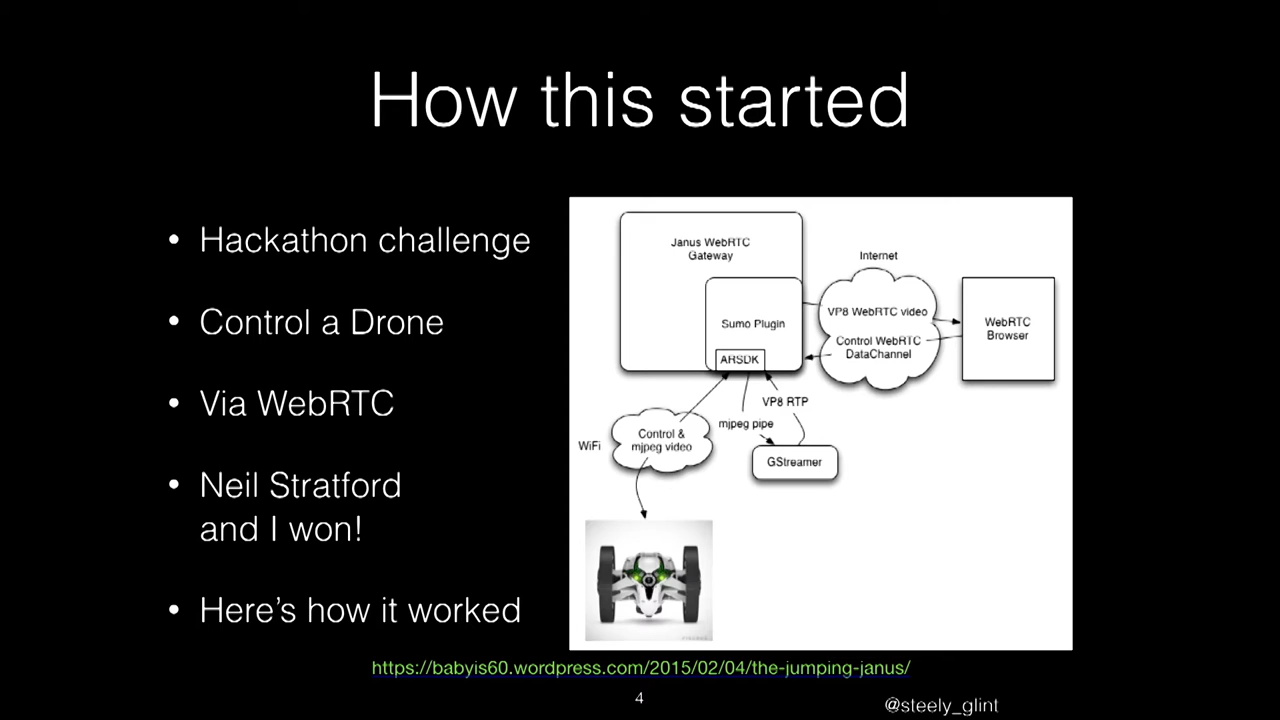 How this started
• Hackathon challenge
• Control a Drone
• Via WebRTC
• Neil Stratford
and I won!
• Here's how it worked
Janus WebRTC
Gateway
Sumo Plugin
ARSDK
Internet
VP8 WebRTC video
Control WebRTC
DataChannel
WebRTC
Browser
VP8 RTP
mjpeg pipe
WiFi
Control &
mjpeg video
GStreamer
https://babyis60.wordpress.com/2015/02/04/the-jumping-janus/
4
@steely_glint